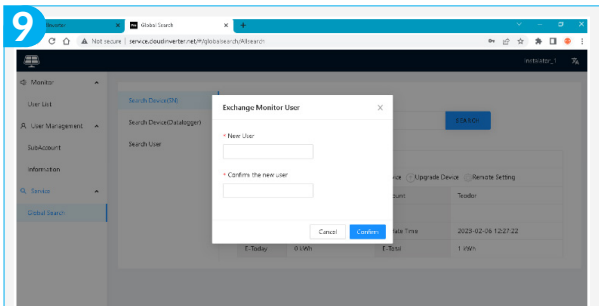 9
Global Search
Not secure | service.cloudinverter.net/#/globalsearch/Allsearch
Monitor
User List
User Management
SubAccount
Information
Service
Global Search
Search Device(SN)
Search Device(Datalogger)
Search User
SEARCH
Exchange Monitor User
* New User
* Confirm the new user
Cancel
Confirm
Upgrade Device
Remote Setting
2023-02-06 12:27:22
E-Today
0 kWh
E-Total
1 kWh